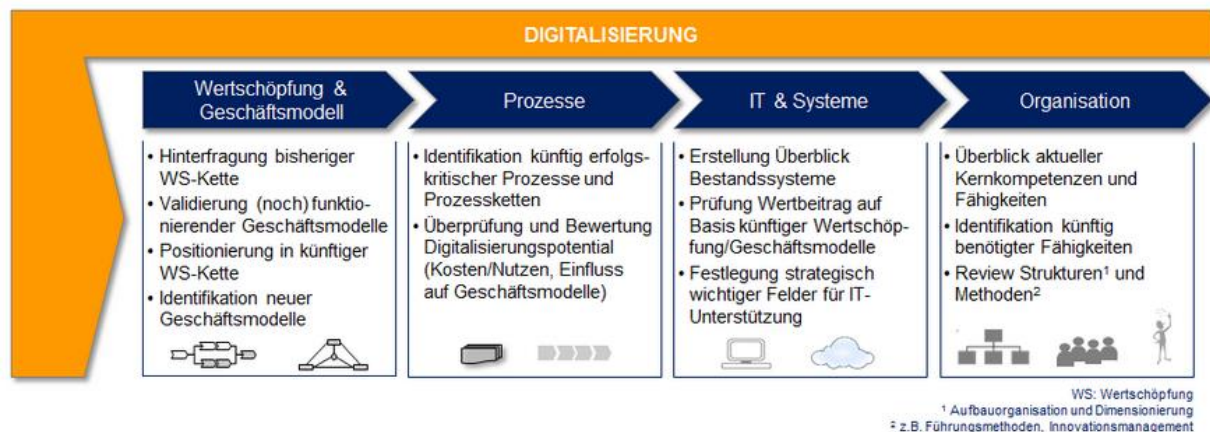 DIGITALISIERUNG
Wertschöpfung &
Geschäftsmodell
• Hinterfragung bisheriger
WS-Kette
• Validierung (noch) funktio-
nierender Geschäftsmodelle
• Positionierung in künftiger
WS-Kette
• Identifikation neuer
Geschäftsmodelle
Prozesse
• Identifikation künftig erfolgs-
kritischer Prozesse und
Prozessketten
• Überprüfung und Bewertung
Digitalisierungspotential
(Kosten/Nutzen, Einfluss
auf Geschäftsmodelle)
IT & Systeme
• Erstellung Überblick
Bestandssysteme
• Prüfung Wertbeitrag auf
Basis künftiger Wertschöp-
fung/Geschäftsmodelle
• Festlegung strategisch
wichtiger Felder für IT-
Unterstützung
Organisation
• Überblick aktueller
Kernkompetenzen und
Fähigkeiten
• Identifikation künftig
benötigter Fähigkeiten
• Review Strukturen¹ und
Methoden²
WS: Wertschöpfung
¹ Aufbauorganisation und Dimensionierung
² z.B. Führungsmethoden, Innovationsmanagement